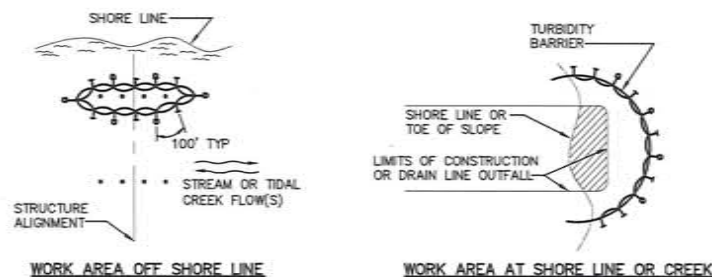 SHORE LINE
100' TYP
STREAM OR TIDAL
CREEK FLOW(S)
STRUCTURE
ALIGNMENT
WORK AREA OFF SHORE LINE
TURBIDITY
BARRIER
SHORE LINE OR
TOE OF SLOPE
LIMITS OF CONSTRUCTION
OR DRAIN LINE OUTFALL
WORK AREA AT SHORE LINE OR CREEK